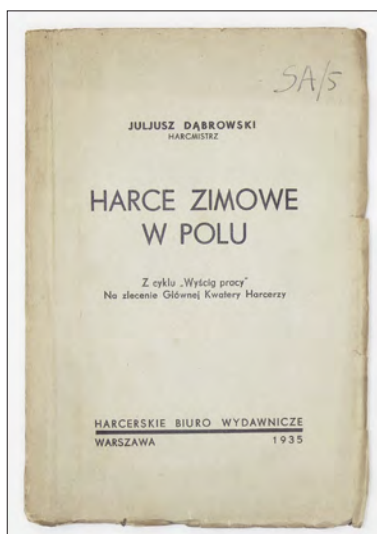 SA/5
JULJUSZ DĄBROWSKI
HARCMISTRZ
HARCE ZIMOWE
W POLU
Z cyklu „Wyścig pracy"
Na zlecenie Głównej Kwatery Harcerzy
HARCERSKIE BIURO WYDAWNICZE
WARSZAWA 1935